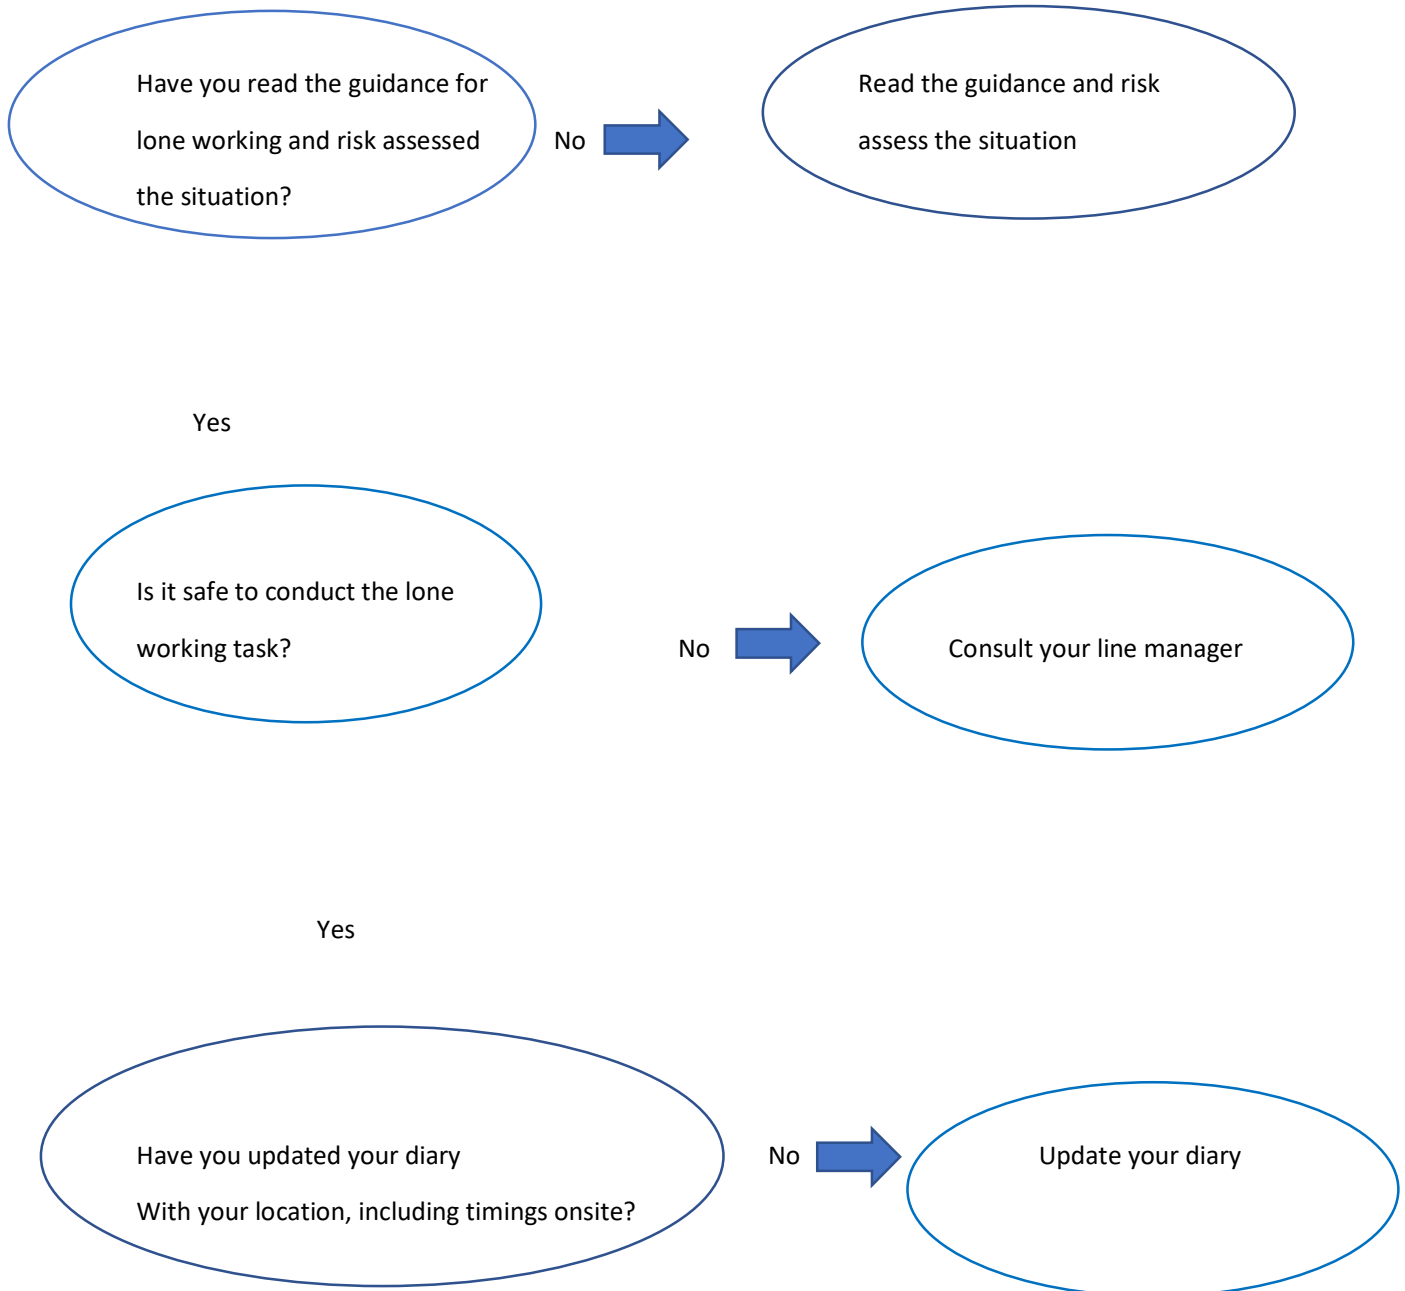 Have you read the guidance for
lone working and risk assessed
the situation?
No
Read the guidance and risk
assess the situation
Yes
Is it safe to conduct the lone
working task?
No
Consult your line manager
Yes
Have you updated your diary
With your location, including timings onsite?
No
Update your diary